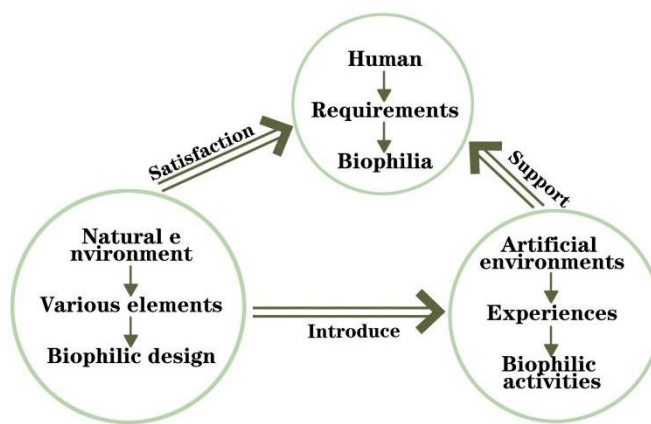 Human
Requirements
Biophilia
Satisfaction
Support
Natural e
nvironment
Various elements
Biophilic design
Introduce
Artificial
environments
Experiences
Biophilic
activities